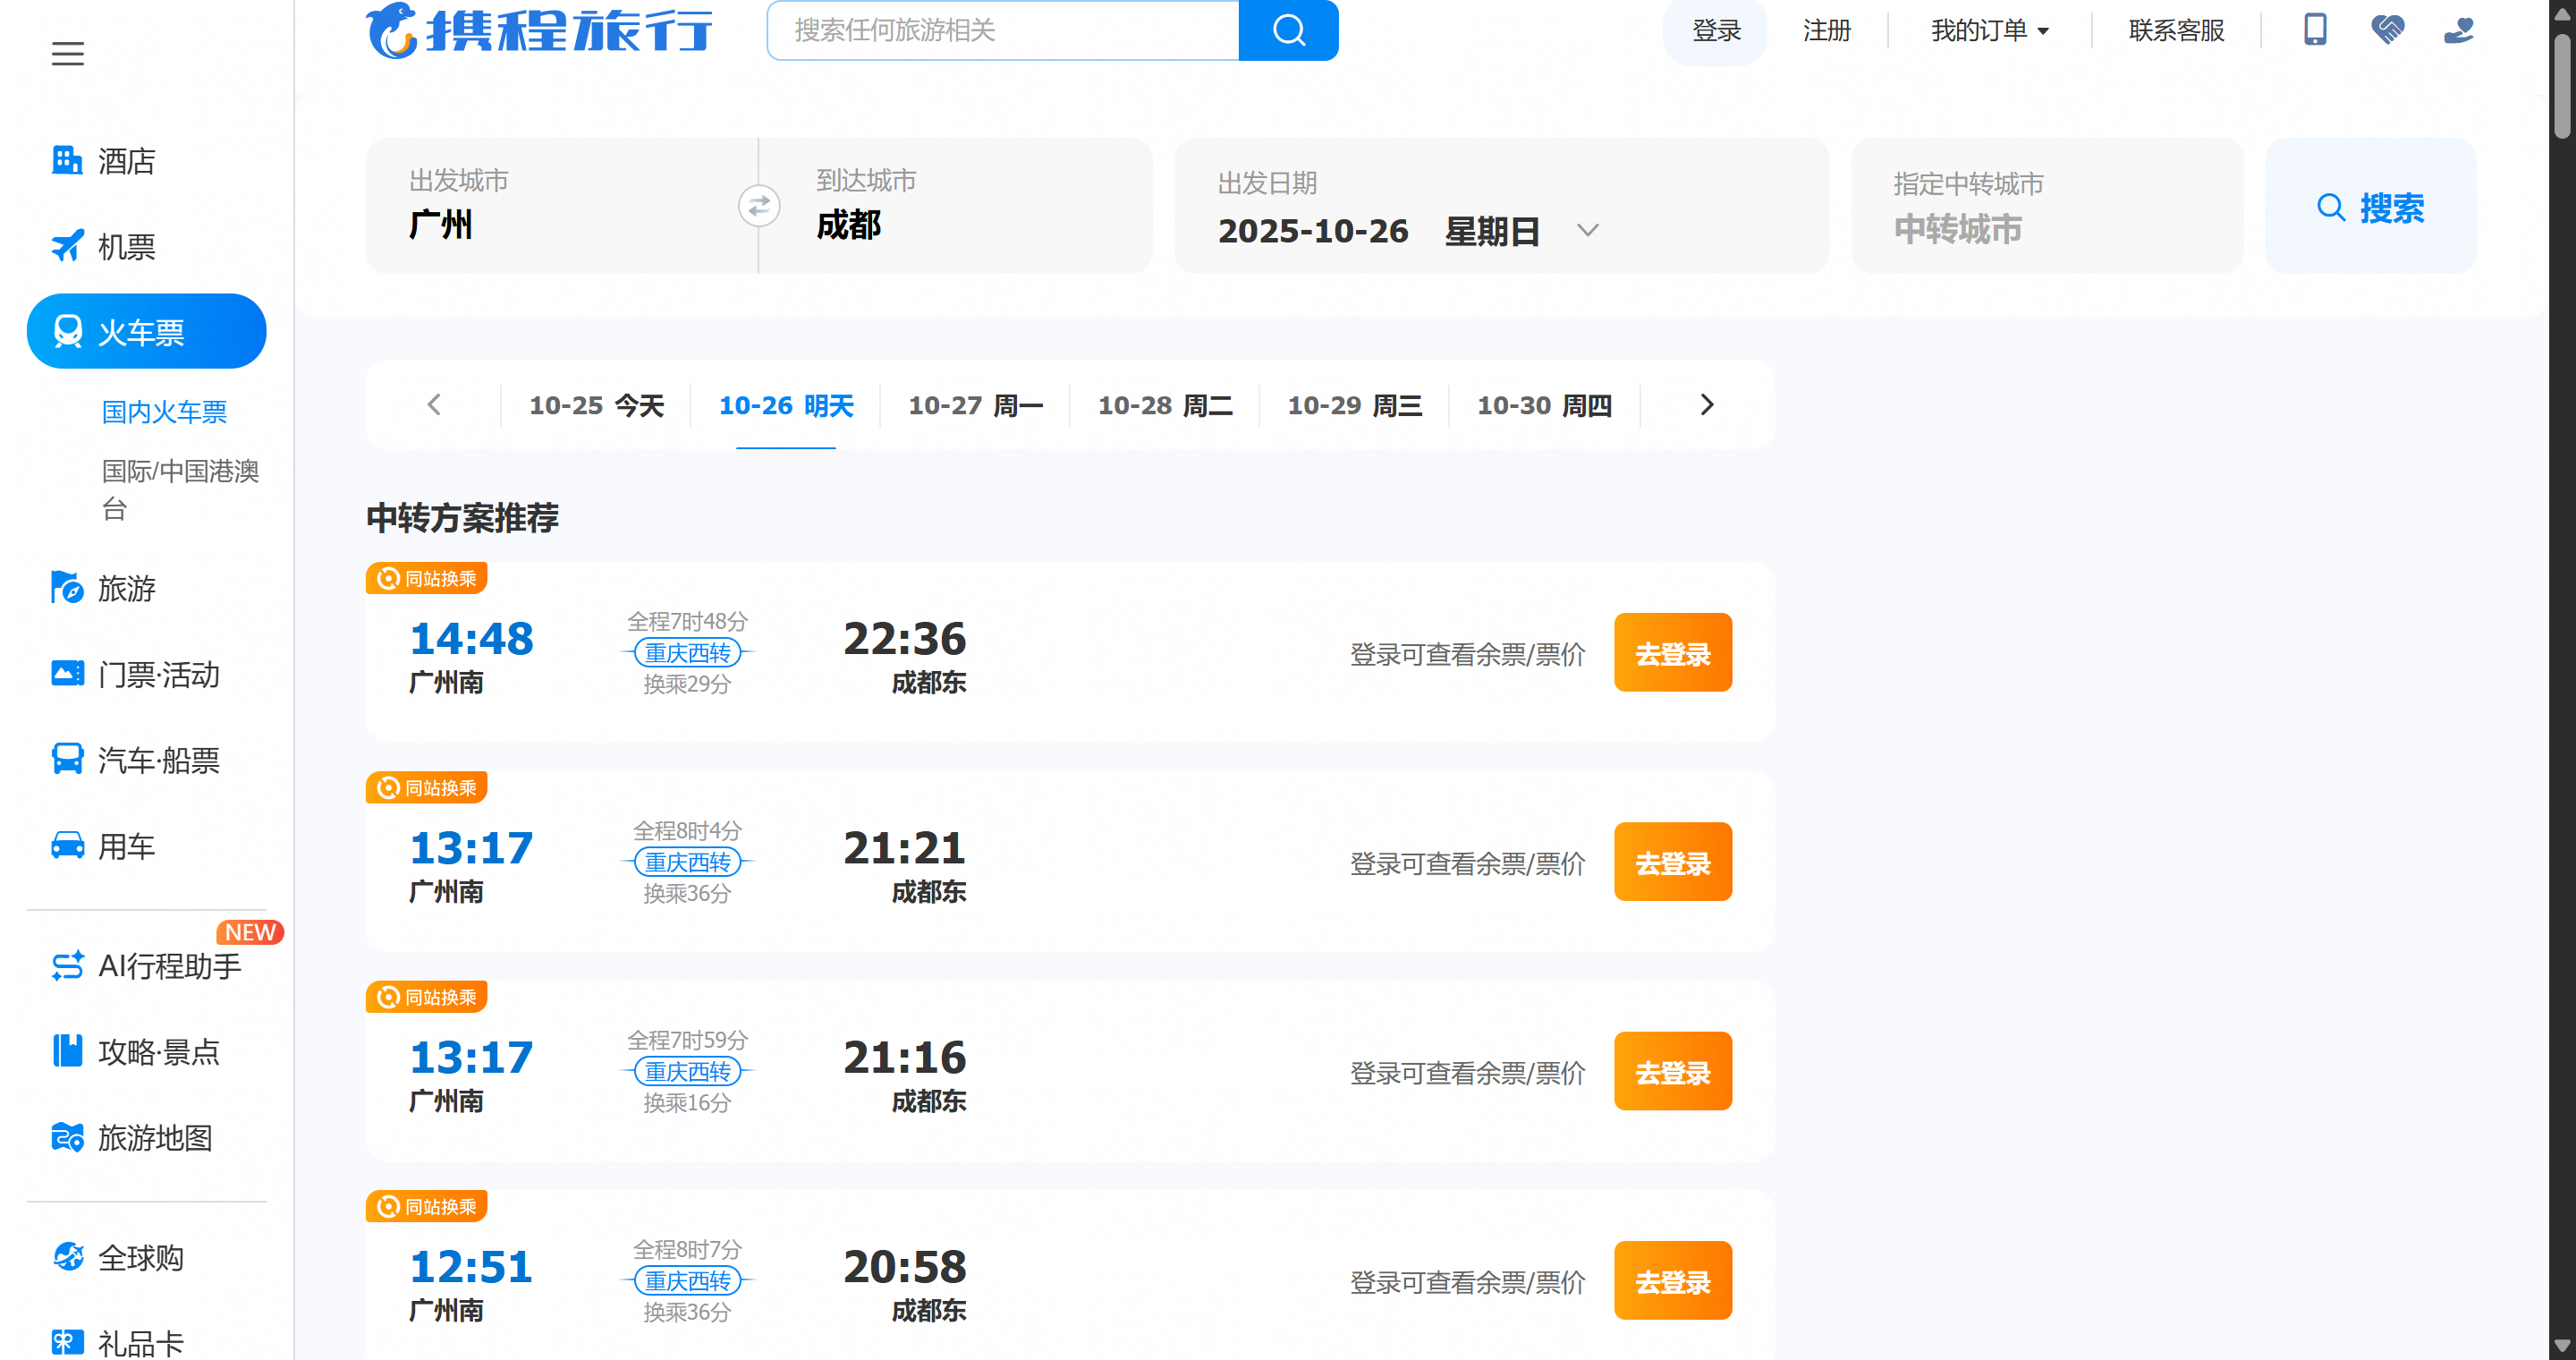 携程旅行
搜索任何旅游相关
登录
注册
我的订单
联系客服
酒店
机票
火车票
国内火车票
国际/中国港澳
台
旅游
门票·活动
汽车·船票
用车
NEW
AI行程助手
攻略·景点
旅游地图
全球购
礼品卡
出发城市
广州
到达城市
成都
出发日期
2025-10-26 星期日
指定中转城市
中转城市
搜索
10-25 今天
10-26 明天
10-27 周一
10-28 周二
10-29 周三
10-30 周四
中转方案推荐
同站换乘
14:48
广州南
全程7时48分
重庆西转
换乘29分
22:36
成都东
登录可查看余票/票价
去登录
同站换乘
13:17
广州南
全程8时4分
重庆西转
换乘36分
21:21
成都东
登录可查看余票/票价
去登录
同站换乘
13:17
广州南
全程7时59分
重庆西转
换乘16分
21:16
成都东
登录可查看余票/票价
去登录
同站换乘
12:51
广州南
全程8时7分
重庆西转
换乘36分
20:58
成都东
登录可查看余票/票价
去登录